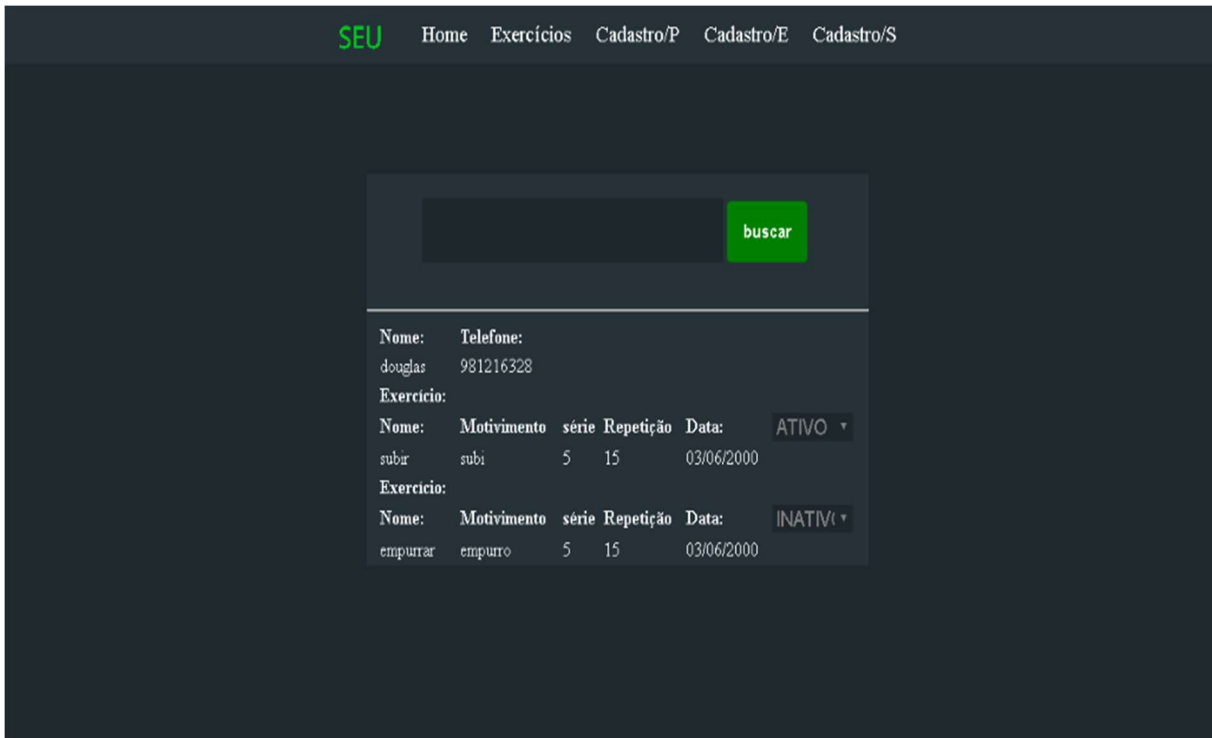 SEU Home Exercícios Cadastro/P Cadastro/E Cadastro/S
buscar
Nome: Telefone:
douglas 981216328
Exercício:
Nome: Motivimento série Repetição Data: ATIVO
subir subi 5 15 03/06/2000
Exercício:
Nome: Motivimento série Repetição Data: INATIV
empurrar empurro 5 15 03/06/2000